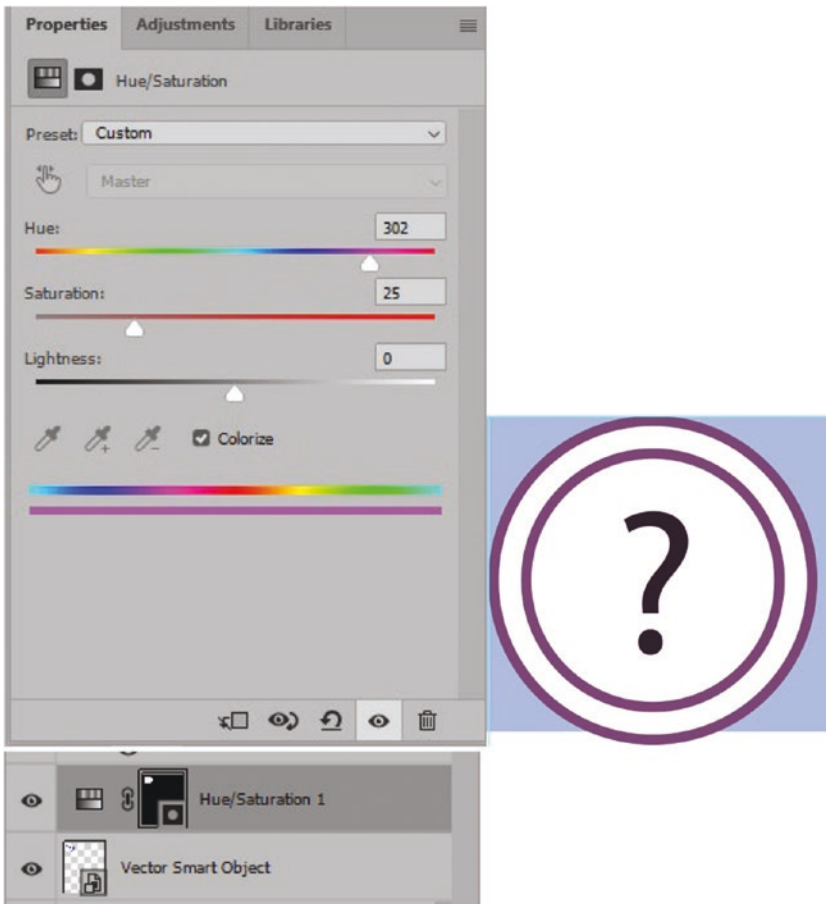 Properties Adjustments Libraries
Hue/Saturation
Preset: Custom
Master
Hue: 302
Saturation: 25
Lightness: 0
Colorize
?
Hue/Saturation 1
Vector Smart Object